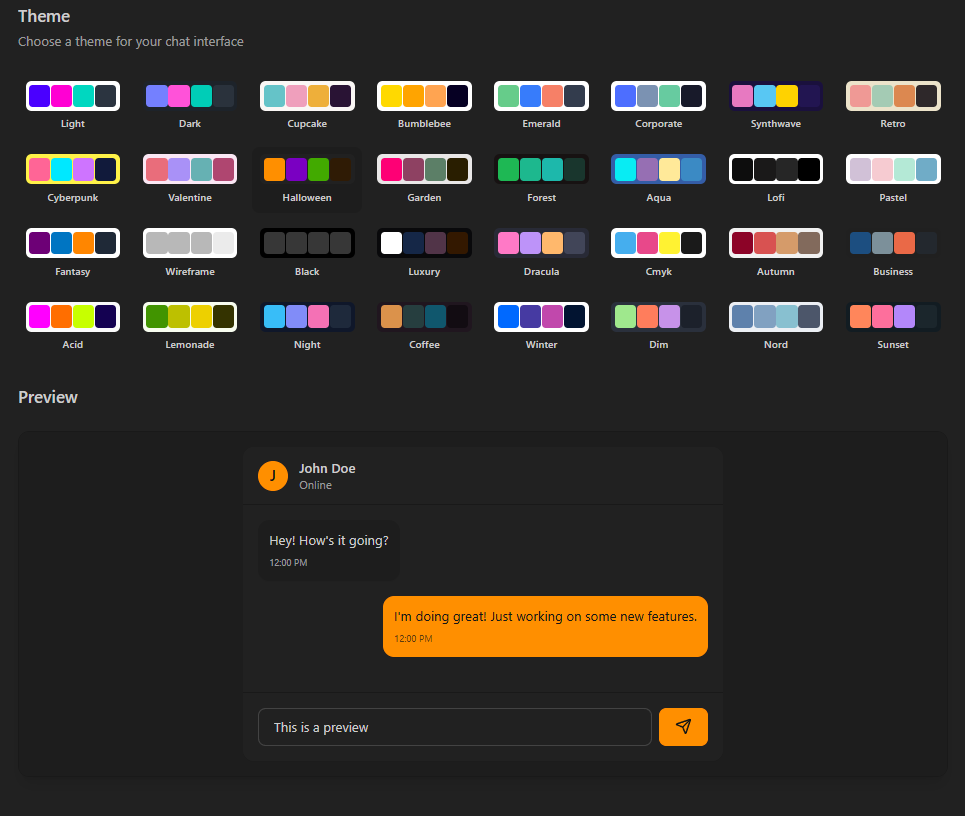 Theme
Choose a theme for your chat interface
Light Dark Cupcake Bumblebee Emerald Corporate Synthwave Retro
Cyberpunk Valentine Halloween Garden Forest Aqua Lofi Pastel
Fantasy Wireframe Black Luxury Dracula Cmyk Autumn Business
Acid Lemonade Night Coffee Winter Dim Nord Sunset
Preview
J John Doe
Online
Hey! How's it going?
12:00 PM
I'm doing great! Just working on some new features.
12:00 PM
This is a preview